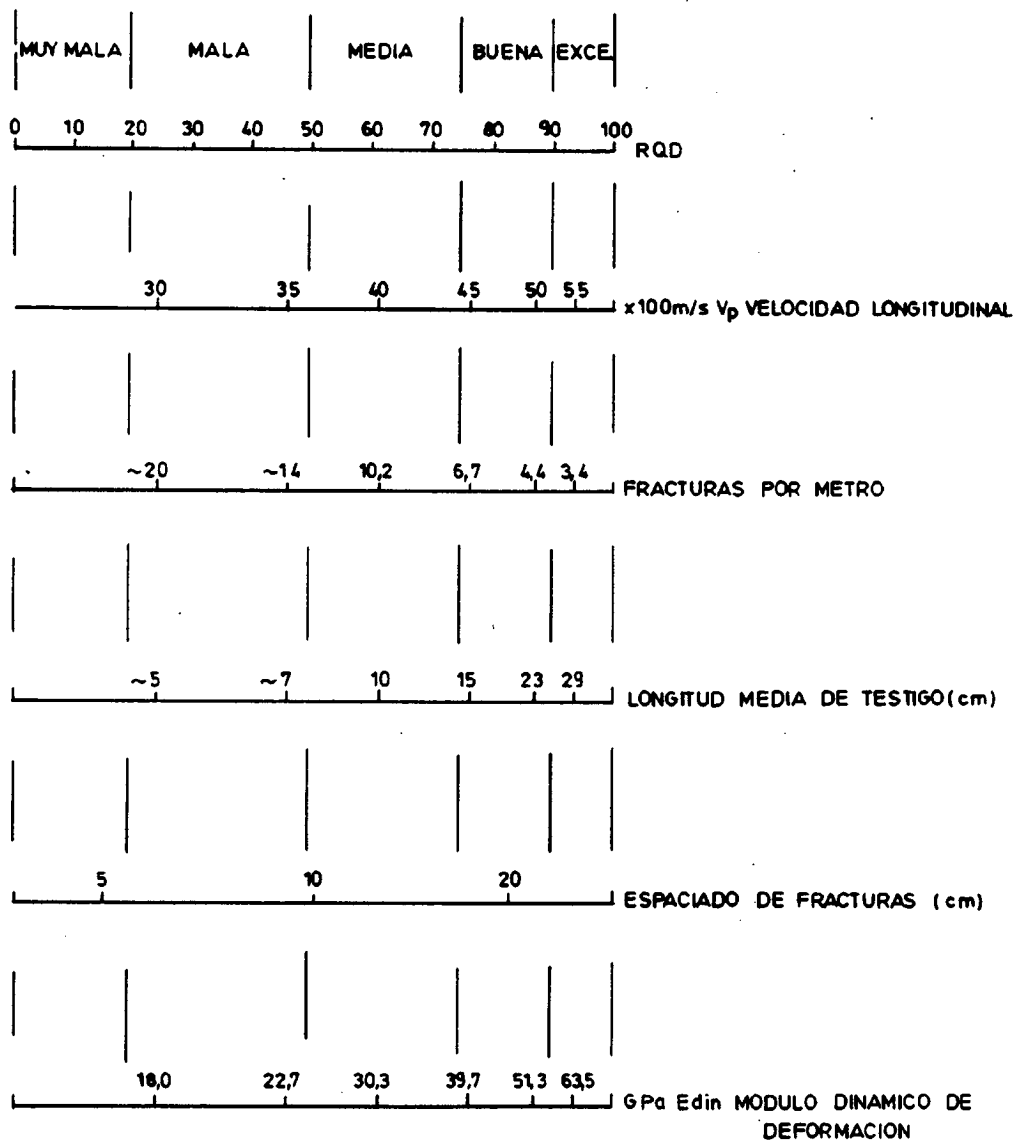 MUY MALA MALA MEDIA BUENA EXCE
0 10 20 30 40 50 60 70 80 90 100
RQD
30 35 40 45 50 55
x100m/s Vp VELOCIDAD LONGITUDINAL
~20 ~14 10,2 6,7 4,4 3,4
FRACTURAS POR METRO
~5 ~7 10 15 23 29
LONGITUD MEDIA DE TESTIGO (cm)
5 10 20
ESPACIADO DE FRACTURAS (cm)
18,0 22,7 30,3 39,7 51,3 63,5
GPa Edin MODULO DINAMICO DE
DEFORMACION